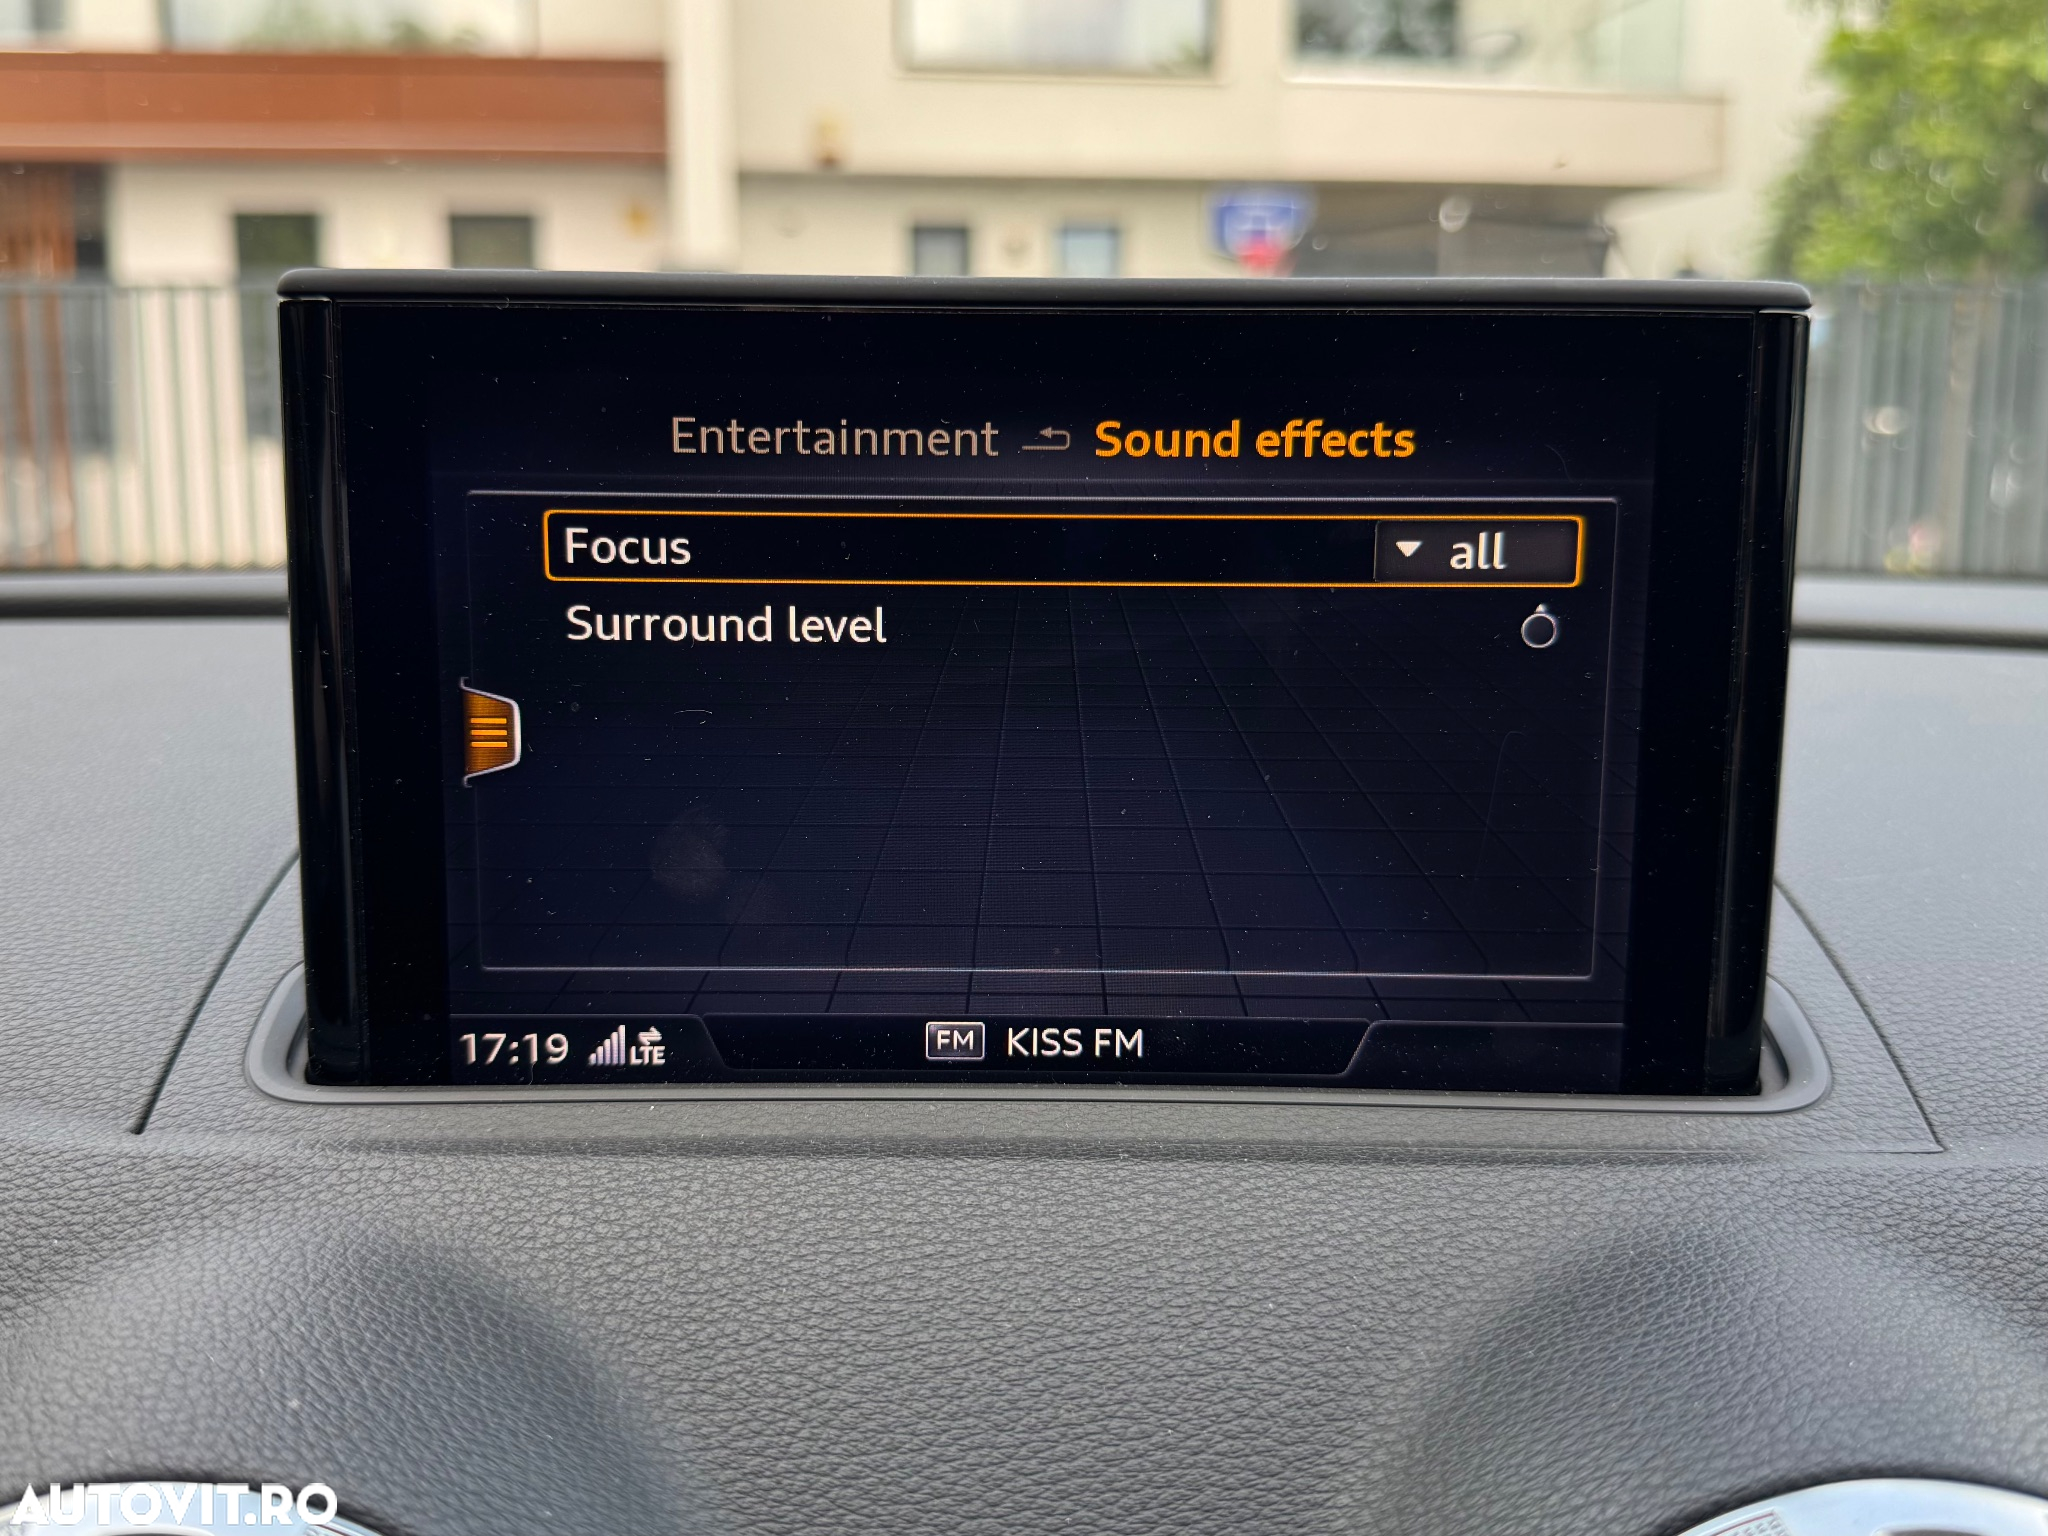 Entertainment Sound effects
Focus all
Surround level
17:19 LTE FM KISS FM
AUTOVIT.RO